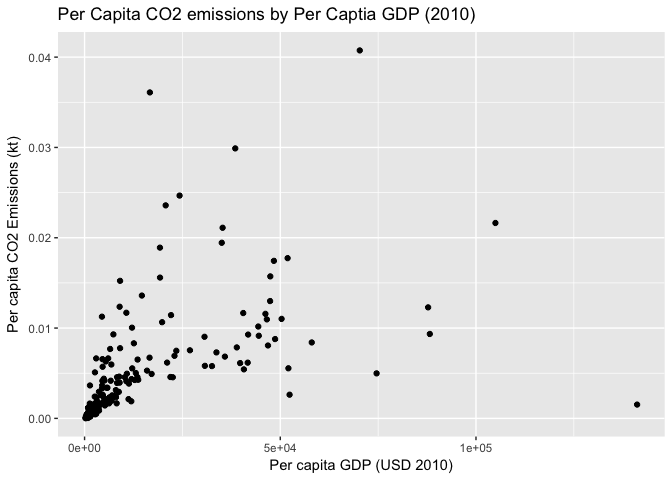 Per Capita CO2 emissions by Per Captia GDP (2010)
0.04
0.03
0.02
0.01
0.00
Per capita CO2 Emissions (kt)
0e+00
5e+04
1e+05
Per capita GDP (USD 2010)